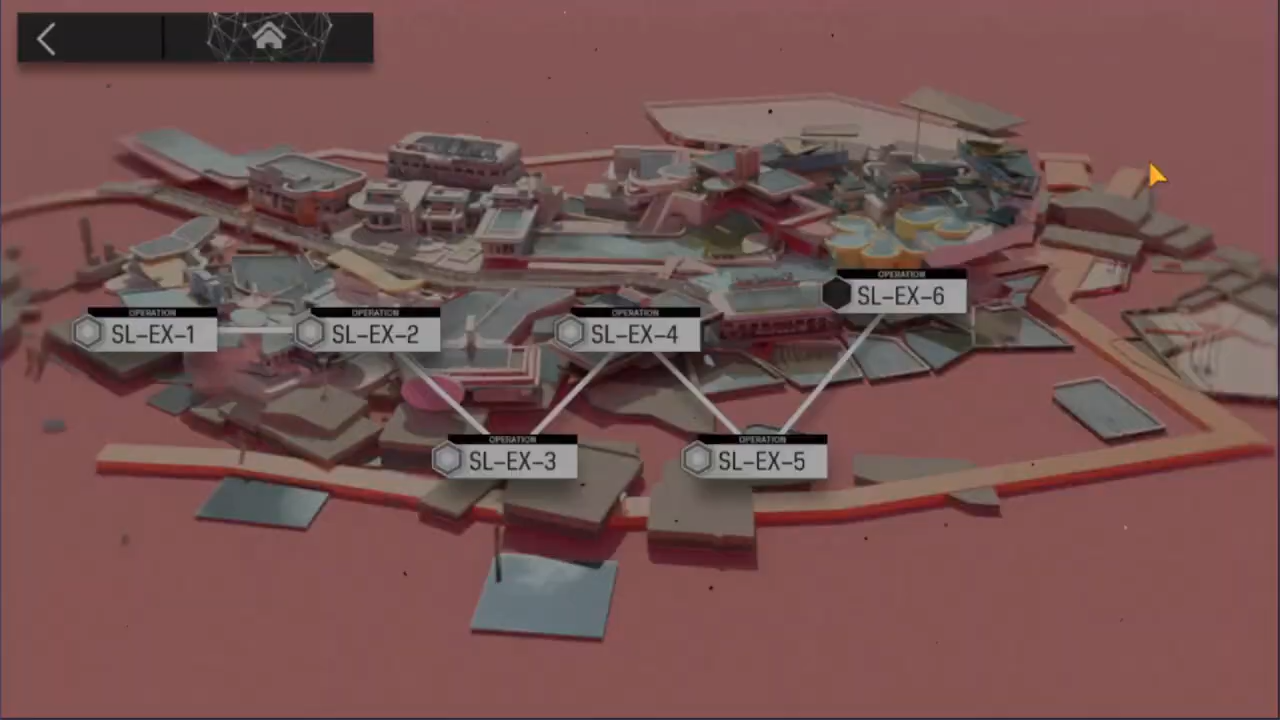 OPERATION
SL-EX-6
OPERATION
SL-EX-1
OPERATION
SL-EX-2
OPERATION
SL-EX-4
OPERATION
SL-EX-3
OPERATION
SL-EX-5